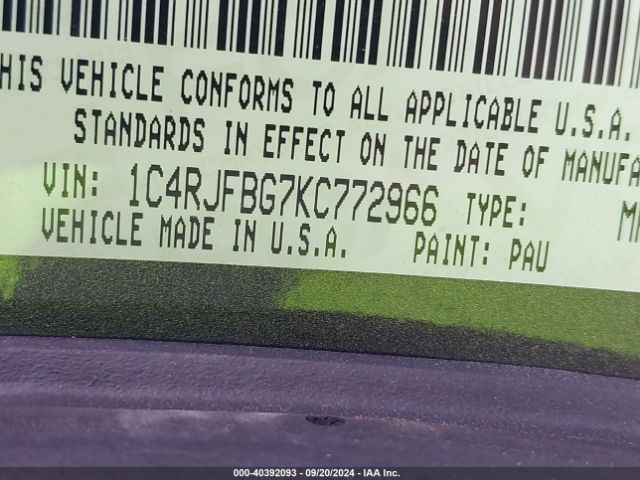 HIS VEHICLE CONFORMS TO ALL APPLICABLE U.S.A.
STANDARDS IN EFFECT ON THE DATE OF MANUFA
VIN: 1C4RJFBG7KC772966 TYPE:
VEHICLE MADE IN U.S.A. PAINT: PAU
000-40392093 - 09/20/2024 - IAA Inc.